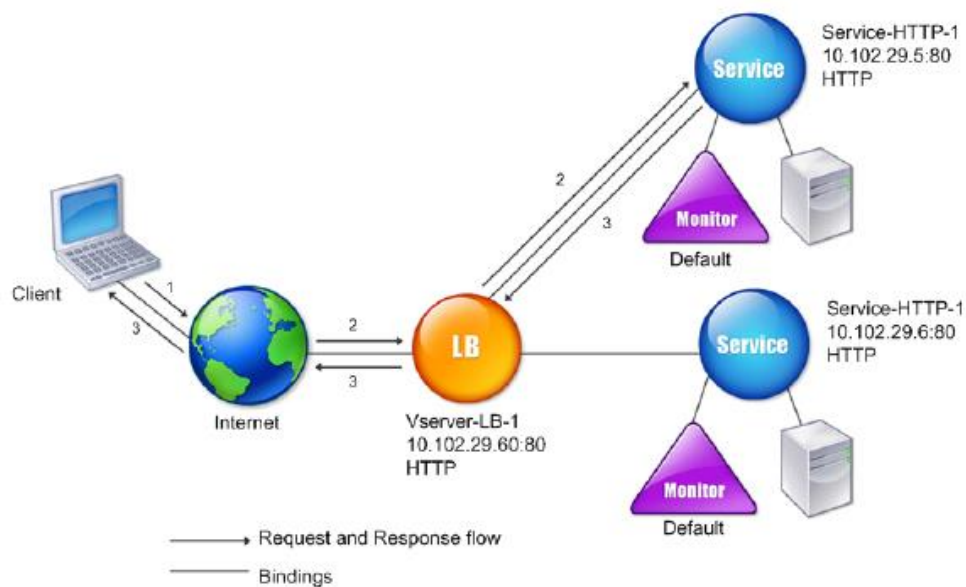 Service
Service-HTTP-1
10.102.29.5:80
HTTP
2
3
Monitor
Default
Client
1
3
Internet
2
3
LB
Vserver-LB-1
10.102.29.60:80
HTTP
Service
Service-HTTP-1
10.102.29.6:80
HTTP
Monitor
Default
Request and Response flow
Bindings